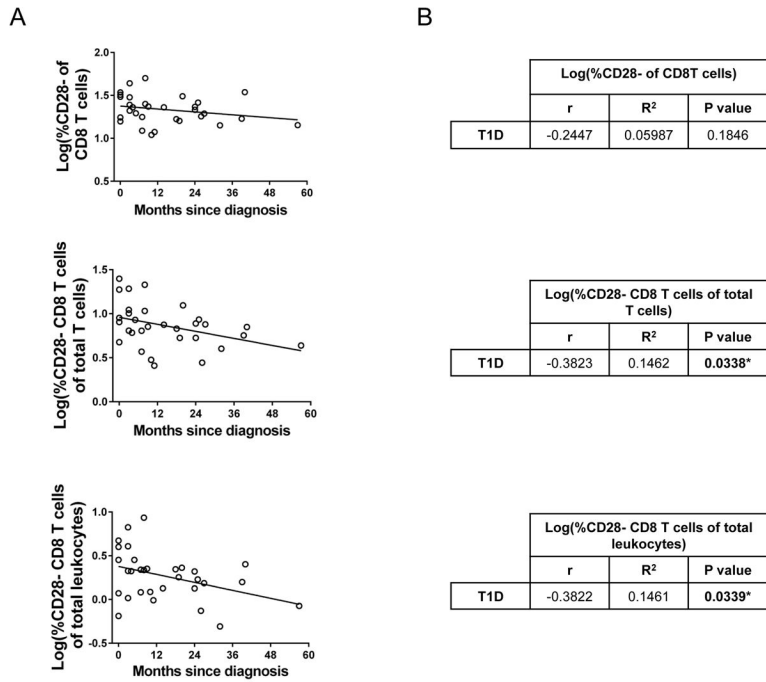 A
B
Log(%CD28- of
CD8 T cells)
2.0
1.5
1.0
0.5
0
12
24
36
48
60
Months since diagnosis
Log(%CD28- of CD8T cells)
r
R²
P value
T1D
-0.2447
0.05987
0.1846
Log(%CD28- CD8 T cells
of total T cells)
1.5
1.0
0.5
0.0
0
12
24
36
48
60
Months since diagnosis
Log(%CD28- CD8 T cells of total
T cells)
r
R²
P value
T1D
-0.3823
0.1462
0.0338*
Log(%CD28- CD8 T cells
of total leukocytes)
1.0
0.5
0.0
-0.5
0
12
24
36
48
60
Months since diagnosis
Log(%CD28- CD8 T cells of total
leukocytes)
r
R²
P value
T1D
-0.3822
0.1461
0.0339*